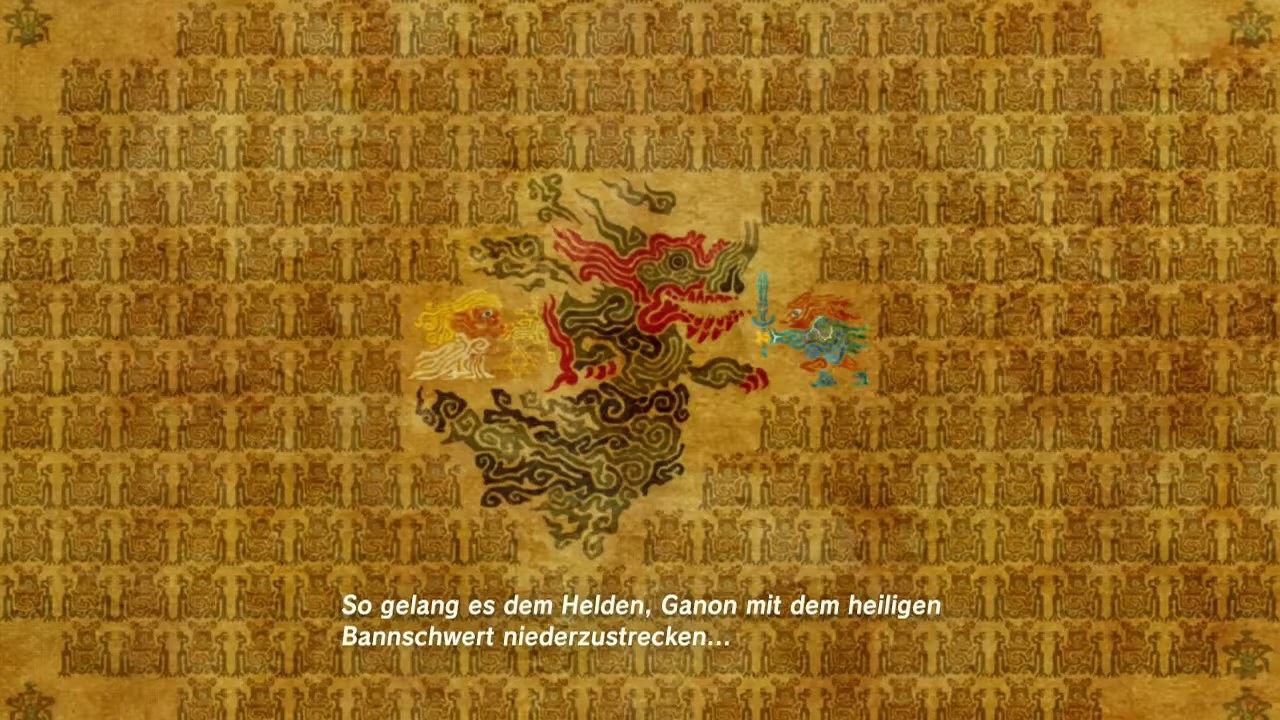 So gelang es dem Helden, Ganon mit dem heiligen
Bannschwert niederzustrecken...